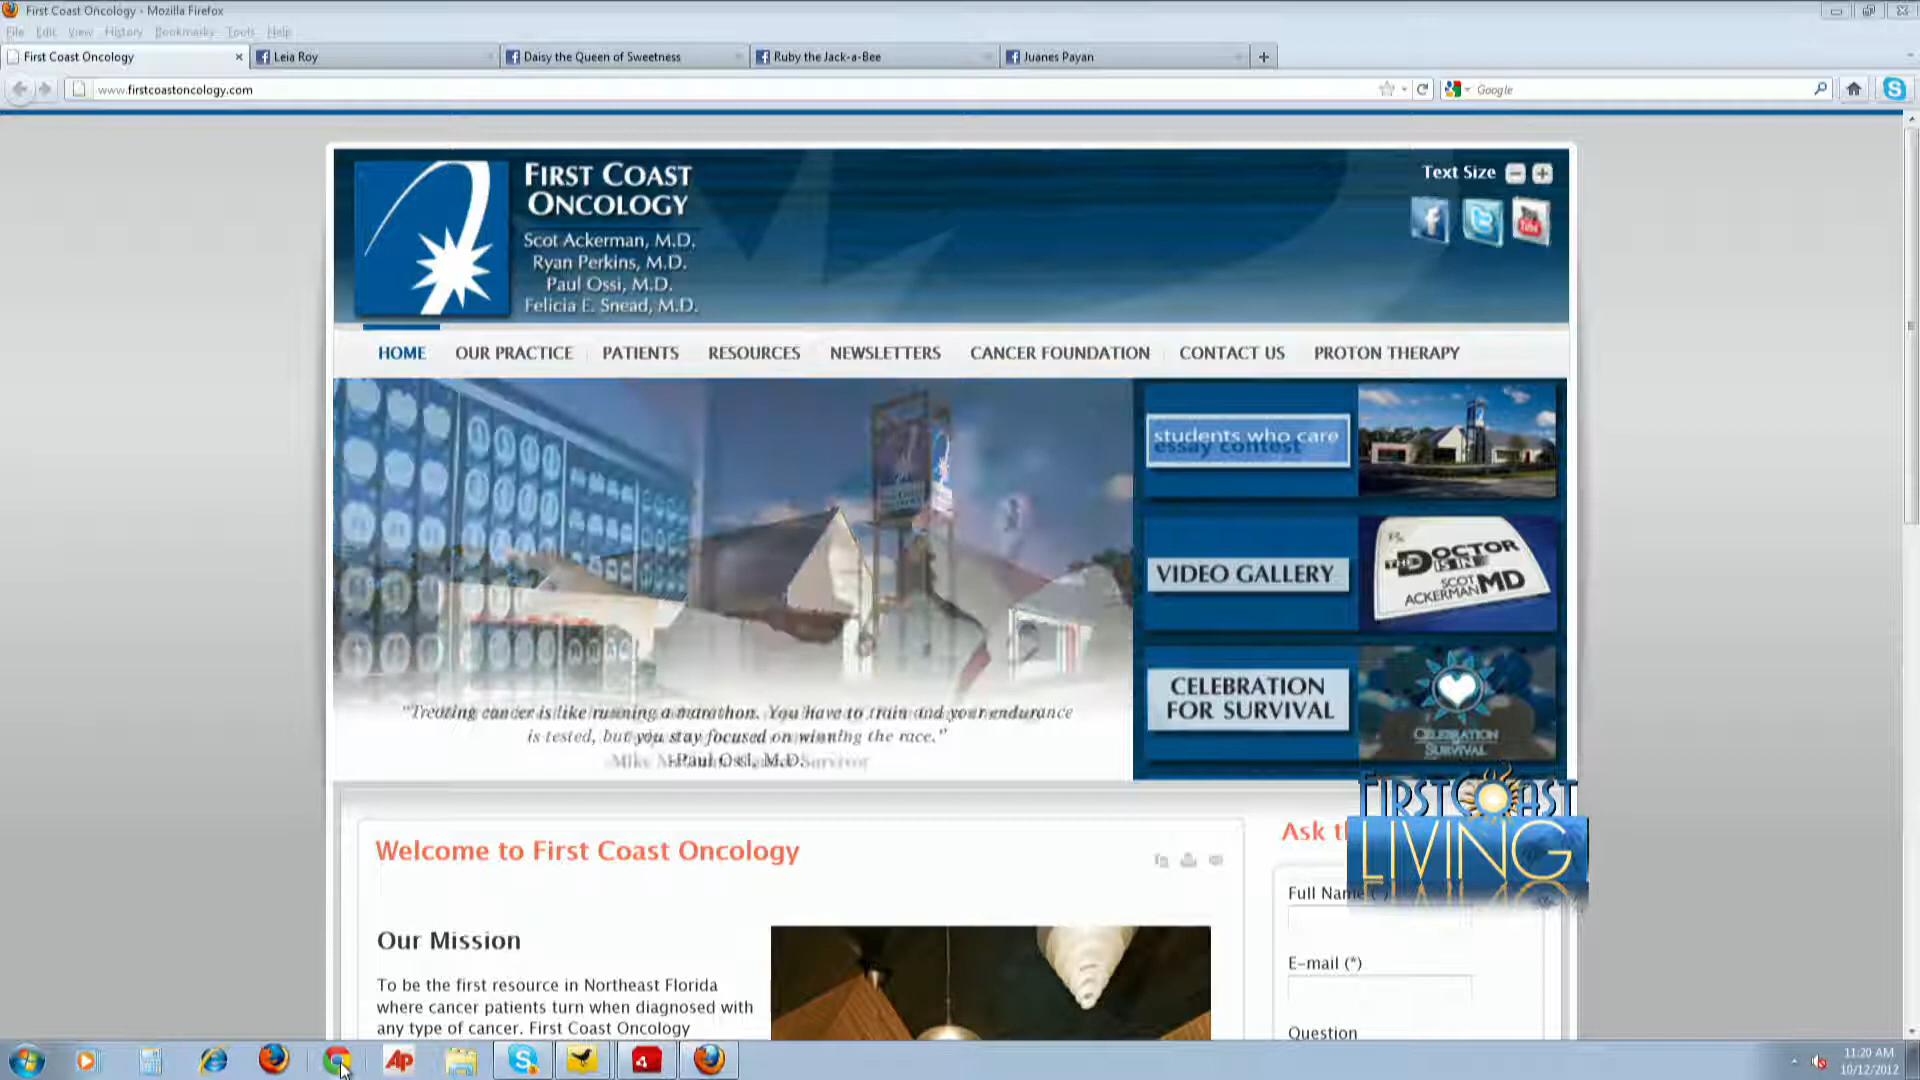 First Coast Oncology - Mozilla Firefox
File Edit View History Bookmarks Tools Help
First Coast Oncology
Leia Roy
Daisy the Queen of Sweetness
Ruby the Jack-a-Bee
Juanes Payan
www.firstcoastoncology.com
Google
FIRST COAST
ONCOLOGY
Scot Ackerman, M.D.
Ryan Perkins, M.D.
Paul Ossi, M.D.
Felicia E. Snead, M.D.
Text Size
HOME OUR PRACTICE PATIENTS RESOURCES NEWSLETTERS CANCER FOUNDATION CONTACT US PROTON THERAPY
students who care
essay contest
VIDEO GALLERY
THE DOCTOR
IS IN
SCOT
ACKERMAN MD
CELEBRATION
FOR SURVIVAL
CELEBRATION
SURVIVAL
"Treating cancer is like running a marathon. You have to train and your endurance
is tested, but you stay focused on winning the race."
-Paul Ossi, M.D.
Welcome to First Coast Oncology
Ask
FIRST COAST
LIVING
Full Name
E-mail (*)
Question
Our Mission
To be the first resource in Northeast Florida
where cancer patients turn when diagnosed with
any type of cancer. First Coast Oncology
AP
11:20 AM
10/12/2012